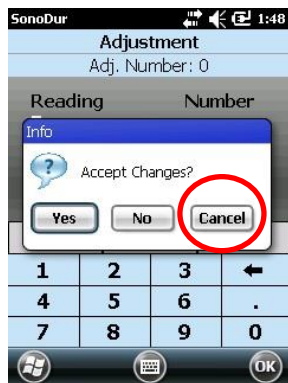 SonoDur 1:48
Adjustment
Adj. Number: 0
Reading Number
Info
Accept Changes?
Yes No Cancel
1 2 3
4 5 6 .
7 8 9 0
OK